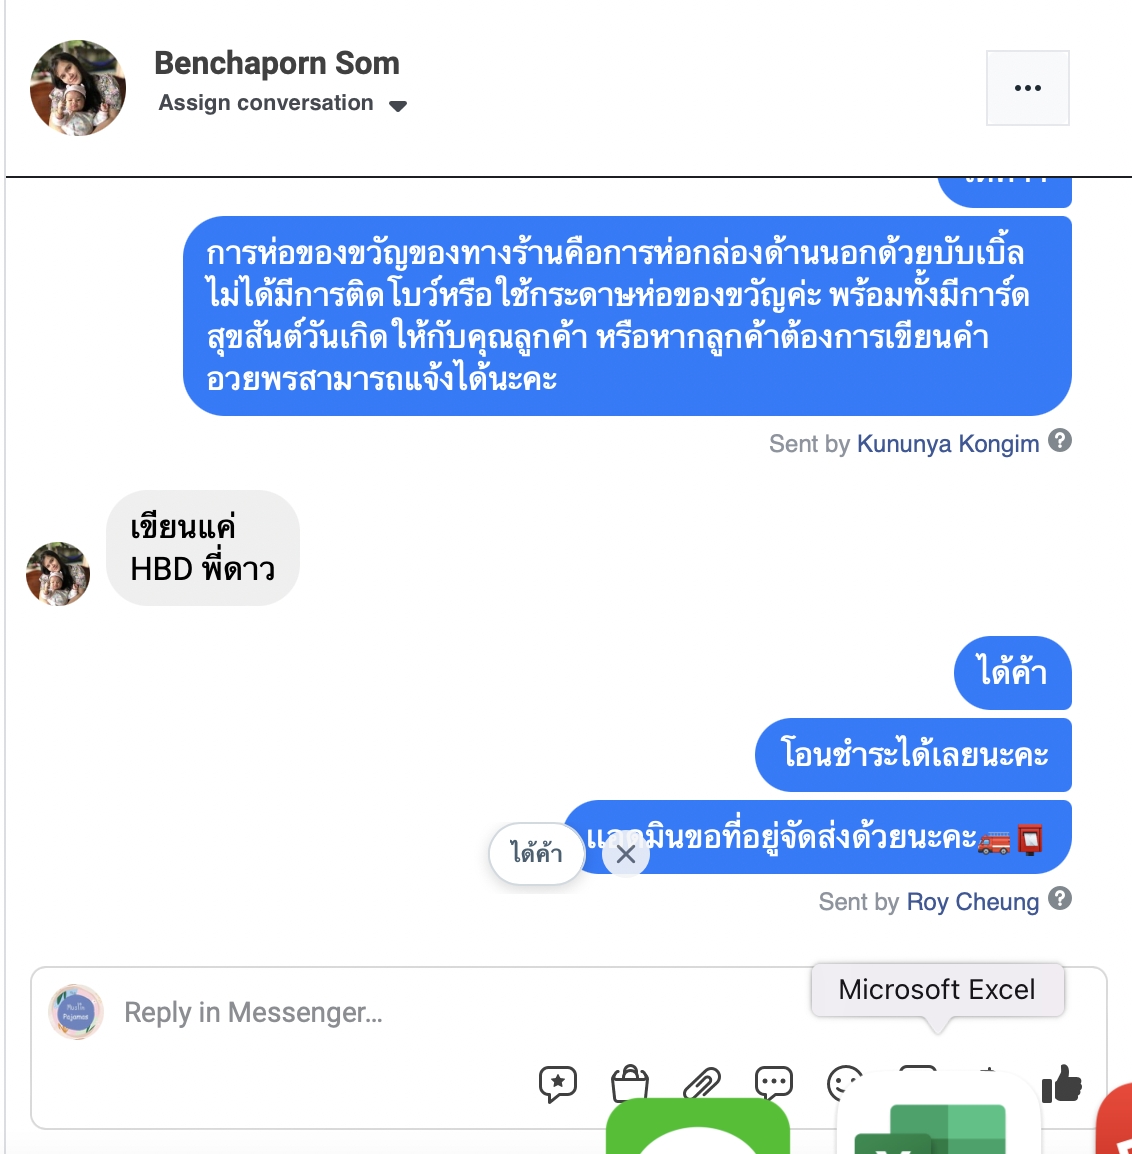 Benchaporn Som
Assign conversation
การห่อของขวัญของทางร้านคือการห่อกล่องด้านนอกด้วยบับเบิ้ล
ไม่ได้มีการติดโบว์หรือใช้กระดาษห่อของขวัญค่ะ พร้อมทั้งมีการ์ด
สุขสันต์วันเกิดให้กับคุณลูกค้า หรือหากลูกค้าต้องการเขียนคำ
อวยพรสามารถแจ้งได้นะคะ
Sent by Kununya Kongim
เขียนแค่
HBD พี่ดาว
ได้ค้า
โอนชำระได้เลยนะคะ
แอดมินขอที่อยู่จัดส่งด้วยนะคะ🚒📮
ได้ค้า
Sent by Roy Cheung
Microsoft Excel
Muslin
Pajamas
Reply in Messenger...